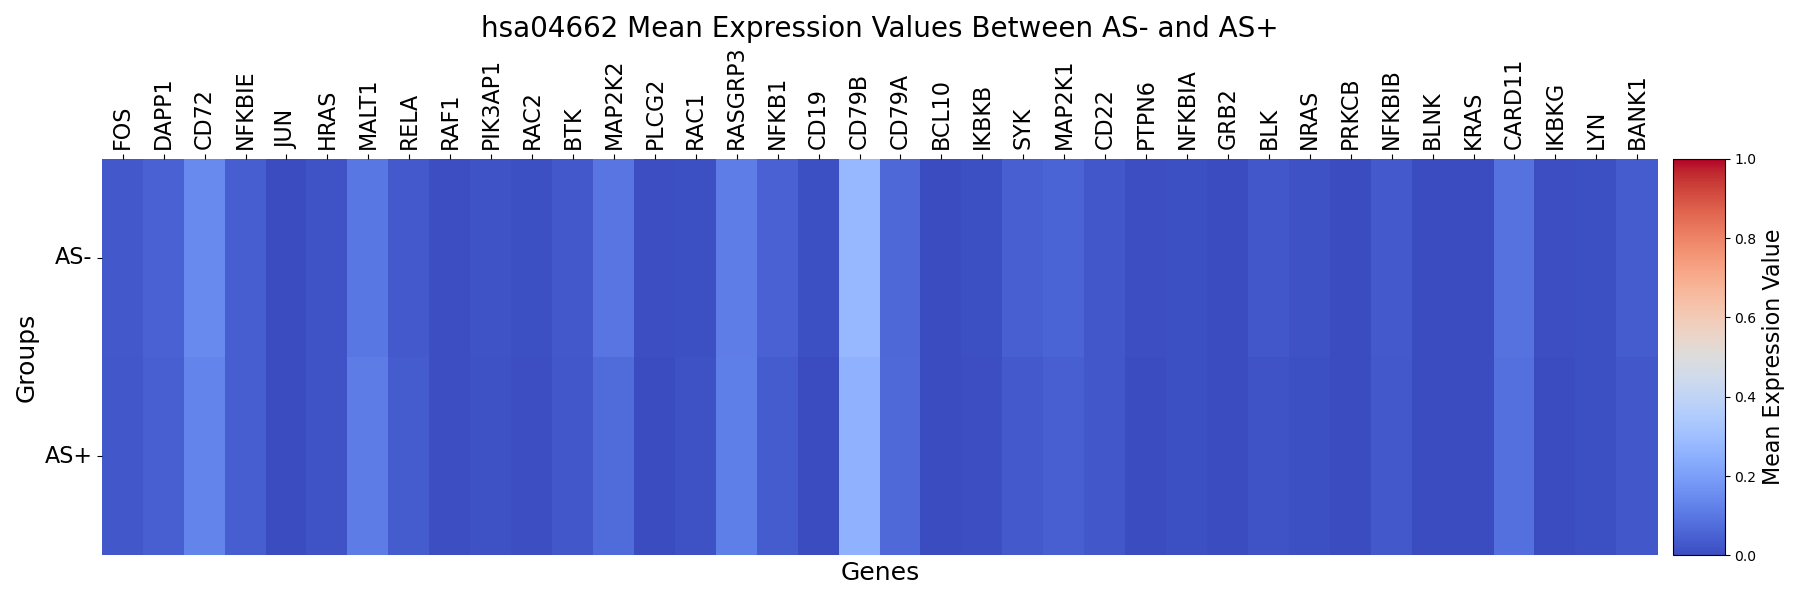 hsa04662 Mean Expression Values Between AS- and AS+
FOS
DAPP1
CD72
NFKBIE
JUN
HRAS
MALT1
RELA
RAF1
PIK3AP1
RAC2
BTK
MAP2K2
PLCG2
RAC1
RASGRP3
NFKB1
CD19
CD79B
CD79A
BCL10
IKBKB
SYK
MAP2K1
CD22
PTPN6
NFKBIA
GRB2
BLK
NRAS
PRKCB
NFKBIB
BLNK
KRAS
CARD11
IKBKG
LYN
BANK1
Groups
AS-
AS+
Genes
1.0
0.8
0.6
0.4
0.2
0.0
Mean Expression Value